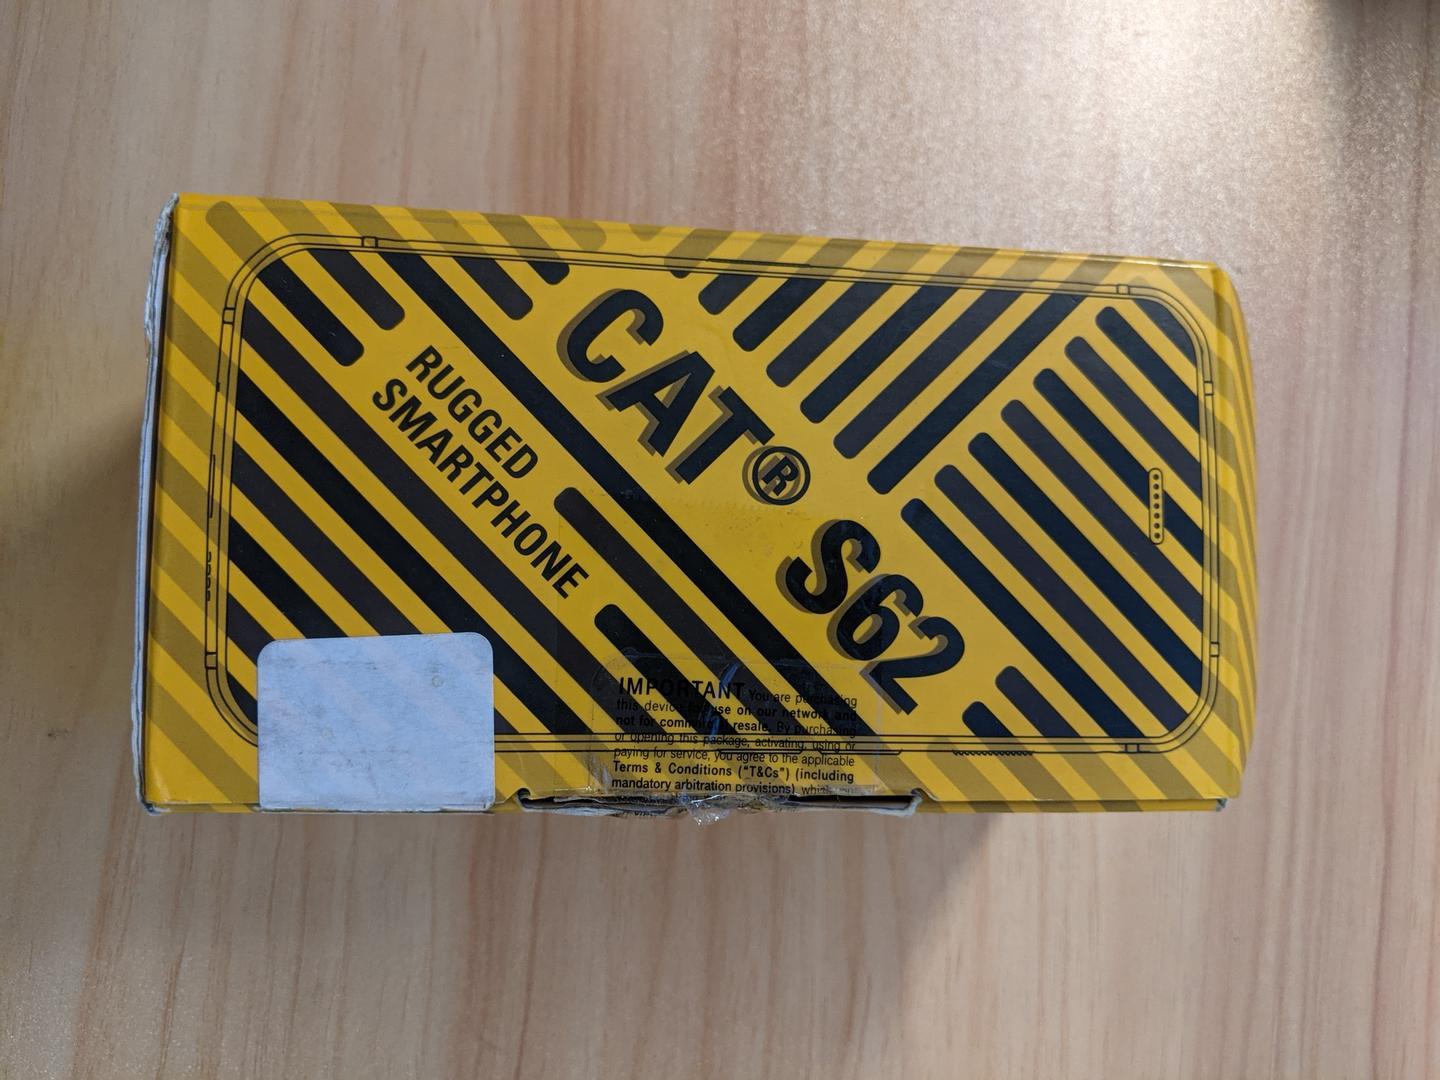 CAT® S62
RUGGED
SMARTPHONE
IMPORTANT You are purchasing
this device for use on our network and
not for commercial resale. By purchasing
or opening this package, activating, using or
paying for service, you agree to the applicable
Terms & Conditions ("T&Cs") (including
mandatory arbitration provisions)